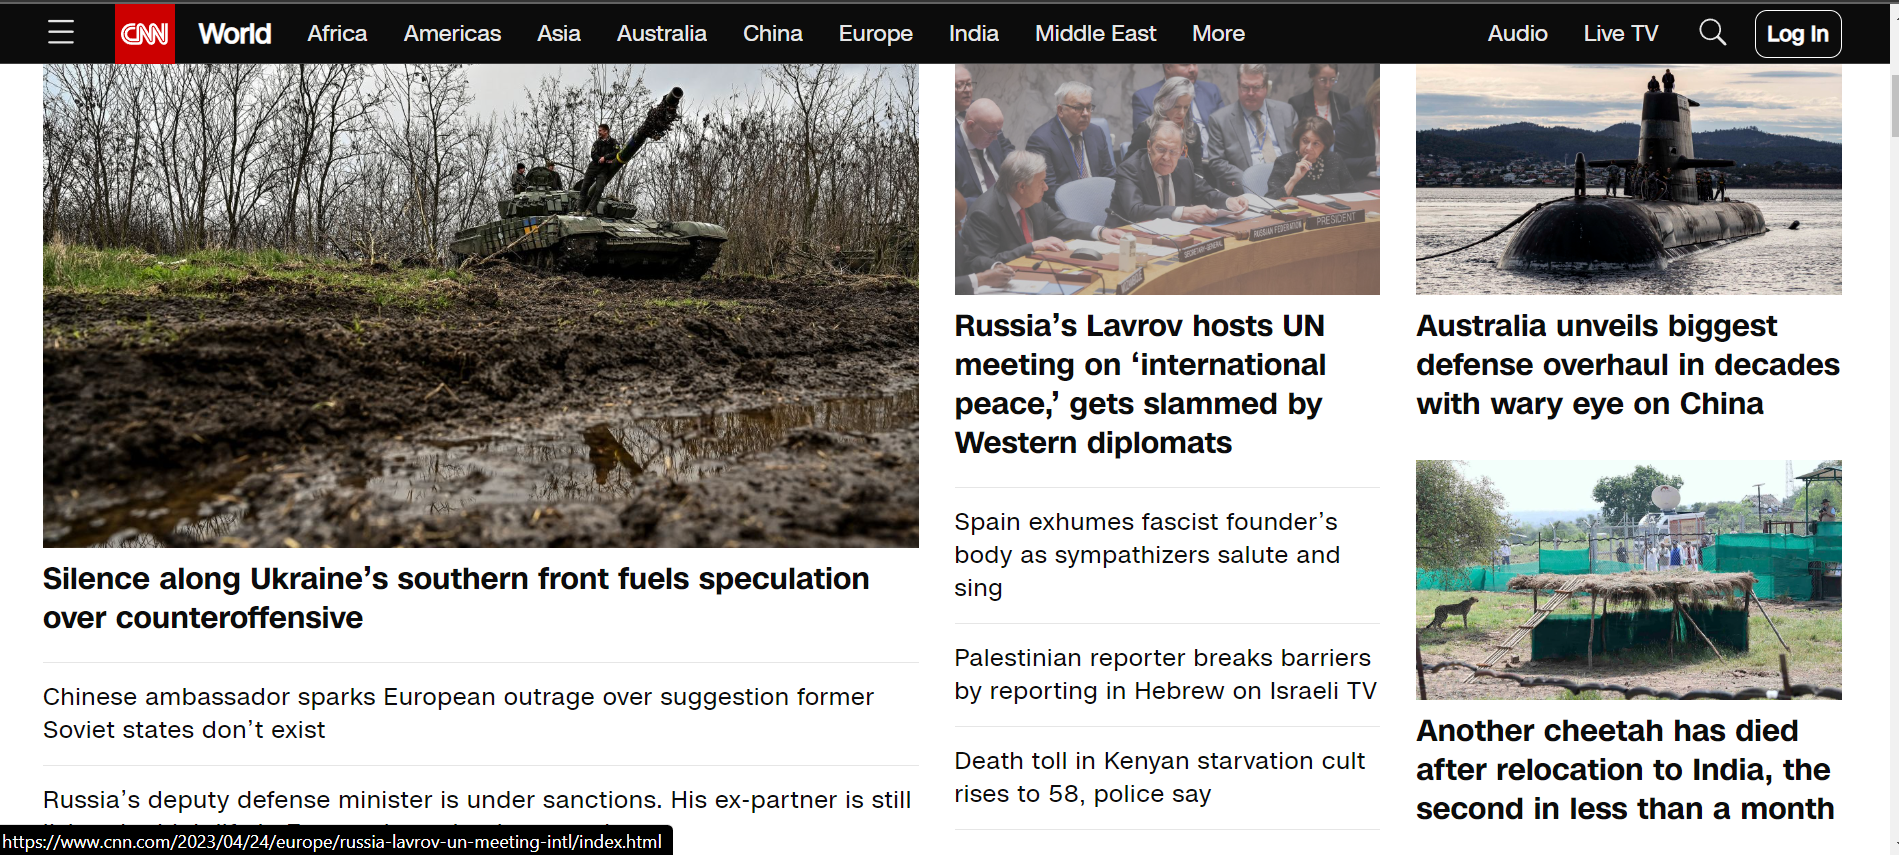 CNN World Africa Americas Asia Australia China Europe India Middle East More Audio Live TV Log In
Silence along Ukraine’s southern front fuels speculation
over counteroffensive
Chinese ambassador sparks European outrage over suggestion former
Soviet states don’t exist
Russia’s deputy defense minister is under sanctions. His ex-partner is still
SECRETARY-GENERAL
RUSSIAN FEDERATION
PRESIDENT
Russia’s Lavrov hosts UN
meeting on ‘international
peace,’ gets slammed by
Western diplomats
Spain exhumes fascist founder’s
body as sympathizers salute and
sing
Palestinian reporter breaks barriers
by reporting in Hebrew on Israeli TV
Death toll in Kenyan starvation cult
rises to 58, police say
Australia unveils biggest
defense overhaul in decades
with wary eye on China
Another cheetah has died
after relocation to India, the
second in less than a month
https://www.cnn.com/2023/04/24/europe/russia-lavrov-un-meeting-intl/index.html